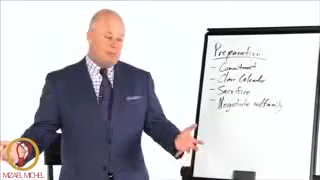 Preparation
- Commitment
- Clear Calendar
- Sacrifice
- Negotiate w/Family
MIZAEL MICHEL